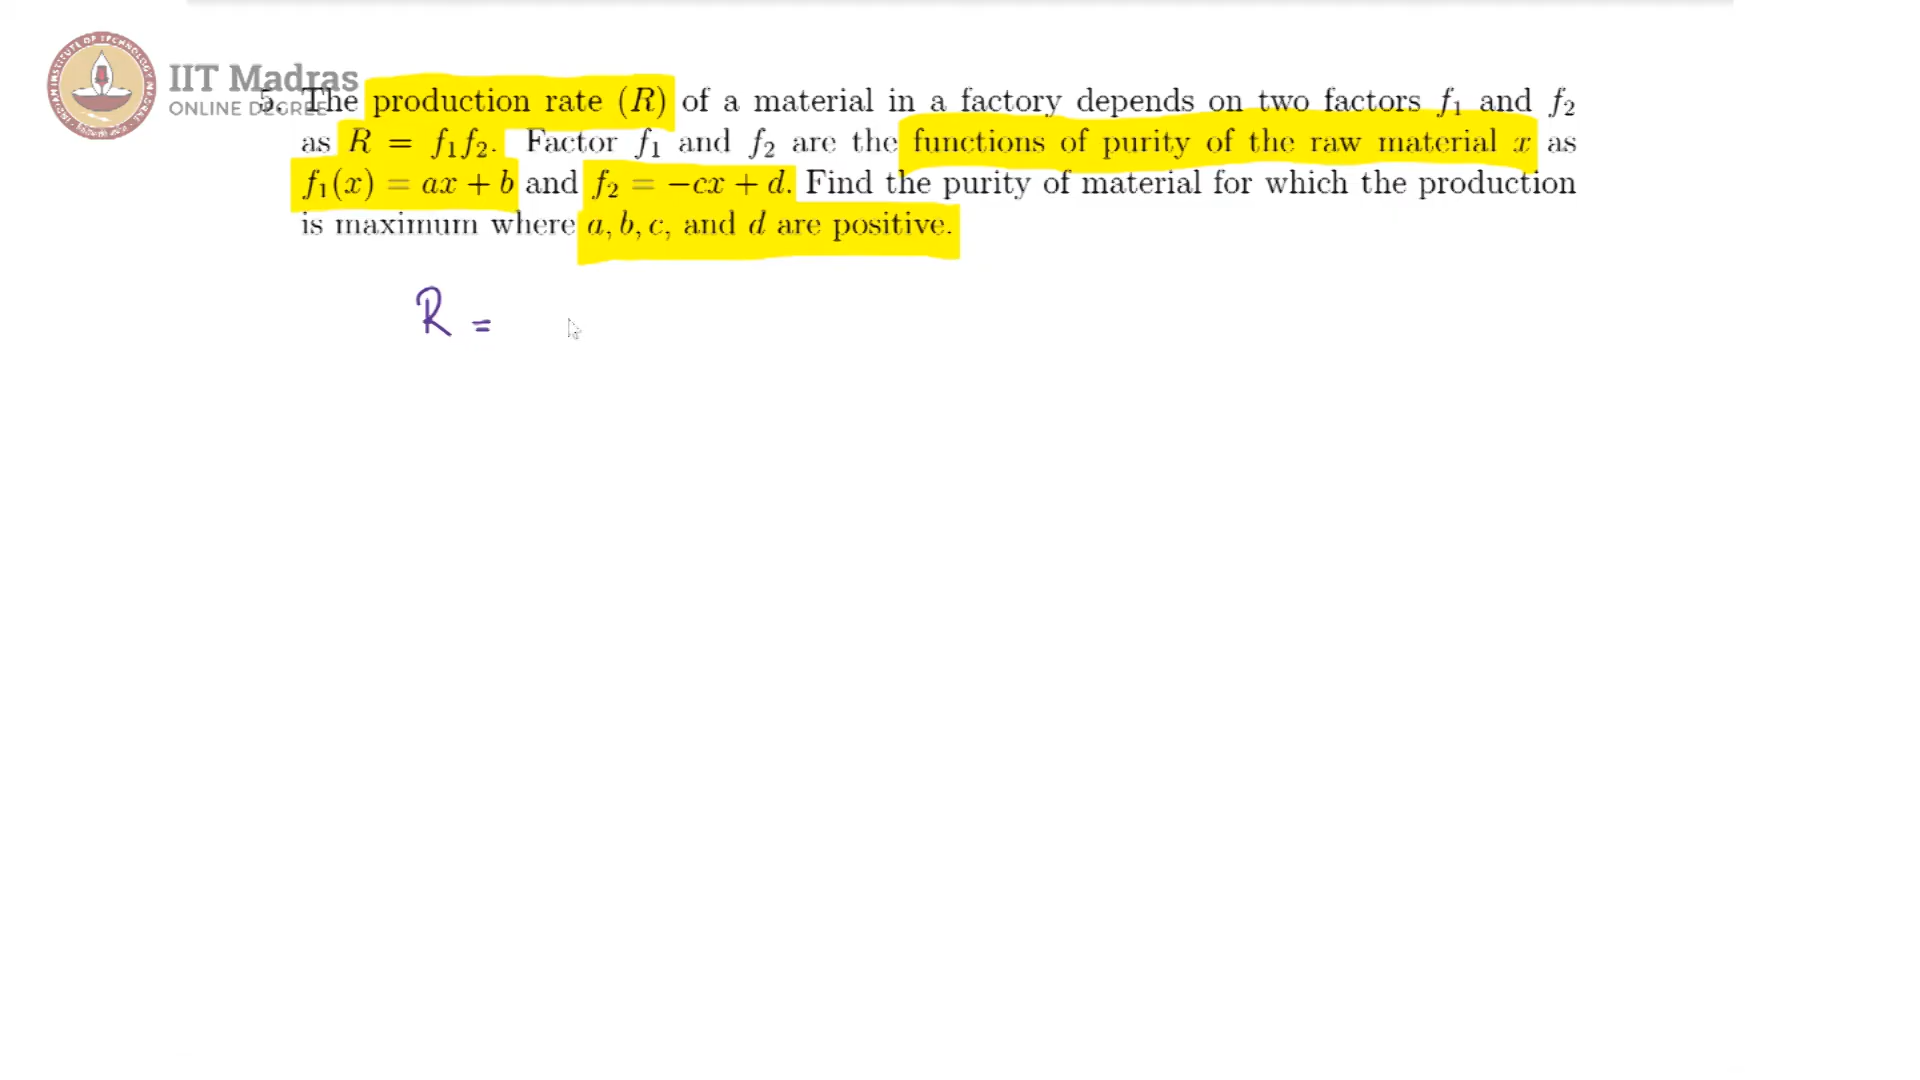 IIT Madras
ONLINE DEGREE
5. The production rate (R) of a material in a factory depends on two factors f₁ and f₂
as R = f₁f₂. Factor f₁ and f₂ are the functions of purity of the raw material x as
f₁(x) = ax + b and f₂ = −cx + d. Find the purity of material for which the production
is maximum where a, b, c, and d are positive.
R =